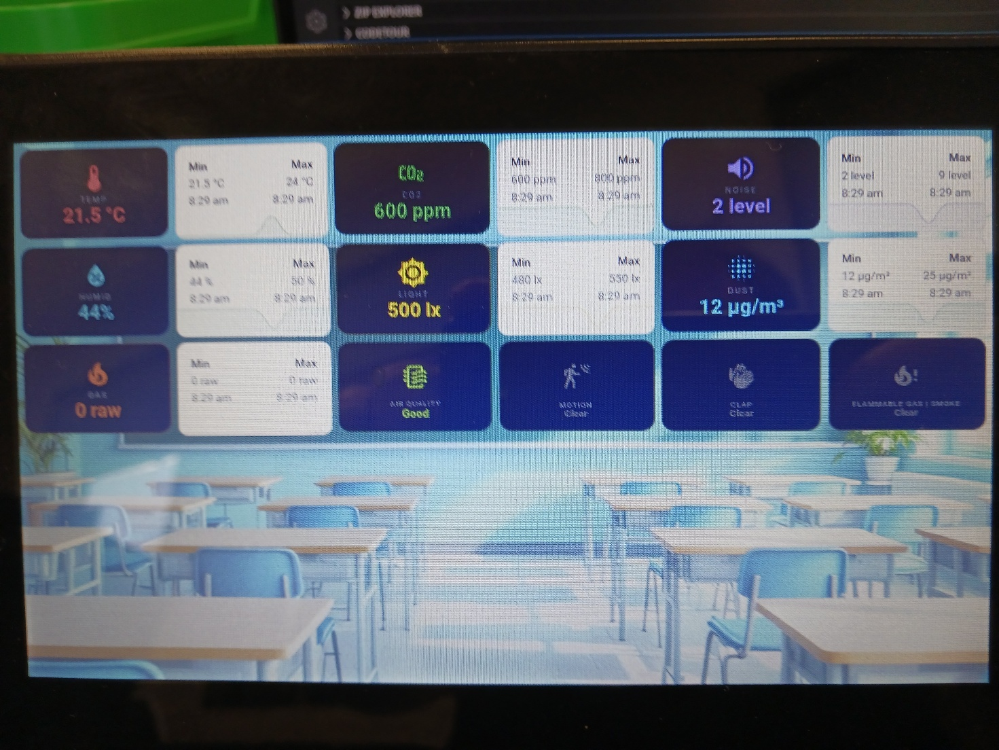 ZIP EXPLORER
CODETOUR
TEMP
21.5 °C
Min Max
21.5 °C 24 °C
8:29 am 8:29 am
CO₂
CO2
600 ppm
Min Max
600 ppm 800 ppm
8:29 am 8:29 am
NOISE
2 level
Min Max
2 level 9 level
8:29 am 8:29 am
HUMID
44%
Min Max
44 % 50 %
8:29 am 8:29 am
LIGHT
500 lx
Min Max
480 lx 550 lx
8:29 am 8:29 am
DUST
12 µg/m³
Min Max
12 µg/m³ 25 µg/m³
8:29 am 8:29 am
GAS
0 raw
Min Max
0 raw 0 raw
8:29 am 8:29 am
AIR QUALITY
Good
MOTION
Clear
CLAP
Clear
FLAMMABLE GAS | SMOKE
Clear